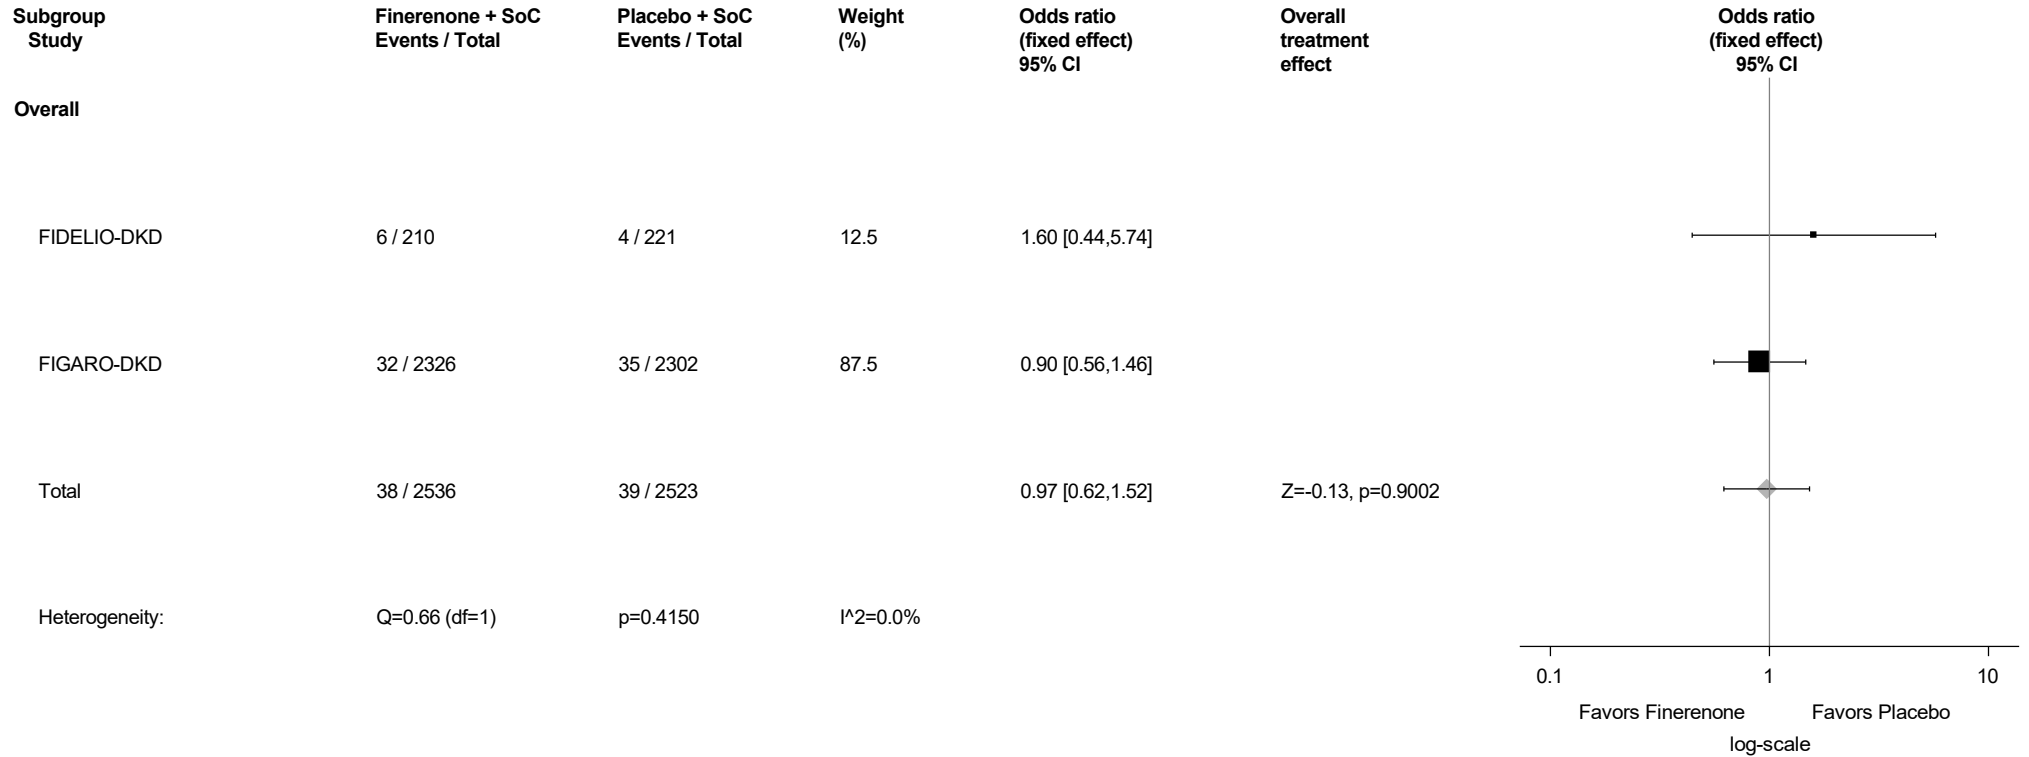 Subgroup Finerenone + SoC Placebo + SoC Weight Odds ratio Overall Odds ratio
Study Events / Total Events / Total (%) (fixed effect) treatment (fixed effect)
95% CI effect 95% CI
Overall
FIDELIO-DKD 6 / 210 4 / 221 12.5 1.60 [0.44,5.74]
FIGARO-DKD 32 / 2326 35 / 2302 87.5 0.90 [0.56,1.46]
Total 38 / 2536 39 / 2523 0.97 [0.62,1.52] Z=-0.13, p=0.9002
Heterogeneity: Q=0.66 (df=1) p=0.4150 I^2=0.0%
0.1 1 10
Favors Finerenone Favors Placebo
log-scale